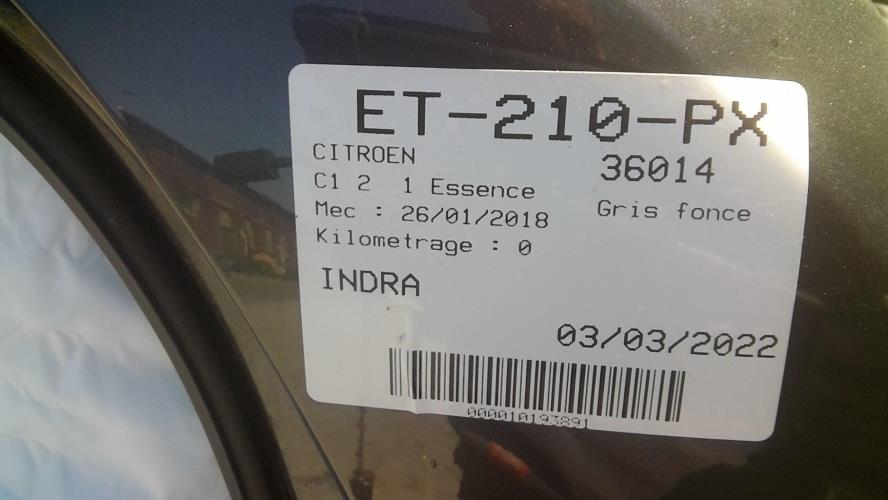 ET-210-PX
CITROEN 36014
C1 2 1 Essence
Mec : 26/01/2018 Gris fonce
Kilometrage : 0
INDRA
03/03/2022
000010193891